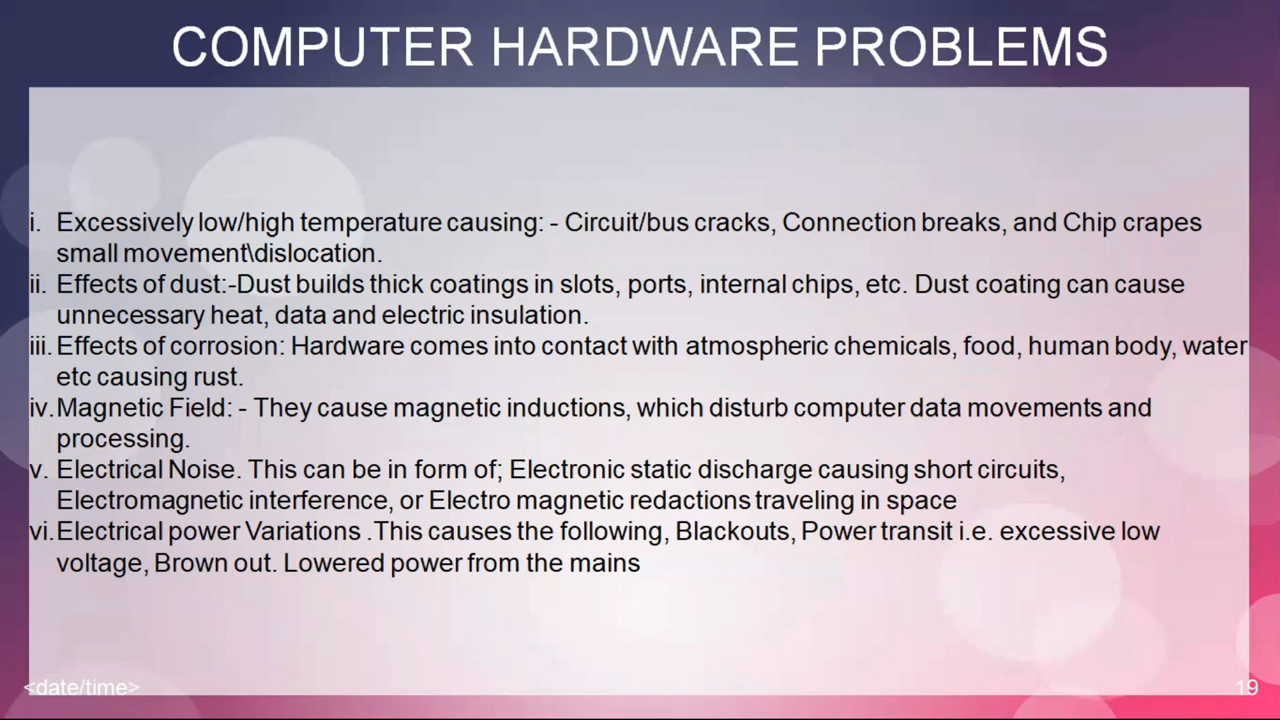 COMPUTER HARDWARE PROBLEMS
i. Excessively low/high temperature causing: - Circuit/bus cracks, Connection breaks, and Chip crapes
small movement\dislocation.
ii. Effects of dust:-Dust builds thick coatings in slots, ports, internal chips, etc. Dust coating can cause
unnecessary heat, data and electric insulation.
iii. Effects of corrosion: Hardware comes into contact with atmospheric chemicals, food, human body, water
etc causing rust.
iv. Magnetic Field: - They cause magnetic inductions, which disturb computer data movements and
processing.
v. Electrical Noise. This can be in form of; Electronic static discharge causing short circuits,
Electromagnetic interference, or Electro magnetic redactions traveling in space
vi. Electrical power Variations .This causes the following, Blackouts, Power transit i.e. excessive low
voltage, Brown out. Lowered power from the mains
<date/time>
19